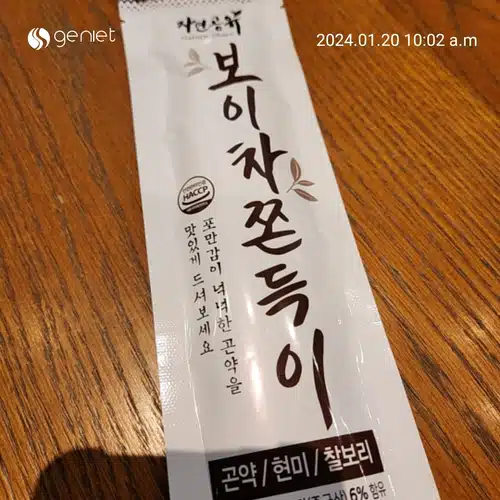 geniet
2024.01.20 10:02 a.m
자연공유
보이차쫀득이
HACCP
포만감이 넉넉한 곤약을
맛있게 드셔보세요
곤약/현미/찰보리
6% 함유